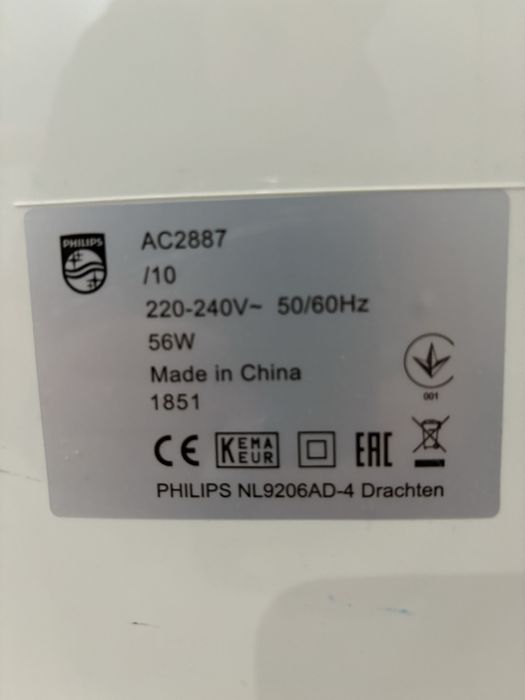 PHILIPS
AC2887
/10
220-240V~ 50/60Hz
56W
Made in China
1851
001
CE KEMA EUR EAC
PHILIPS NL9206AD-4 Drachten